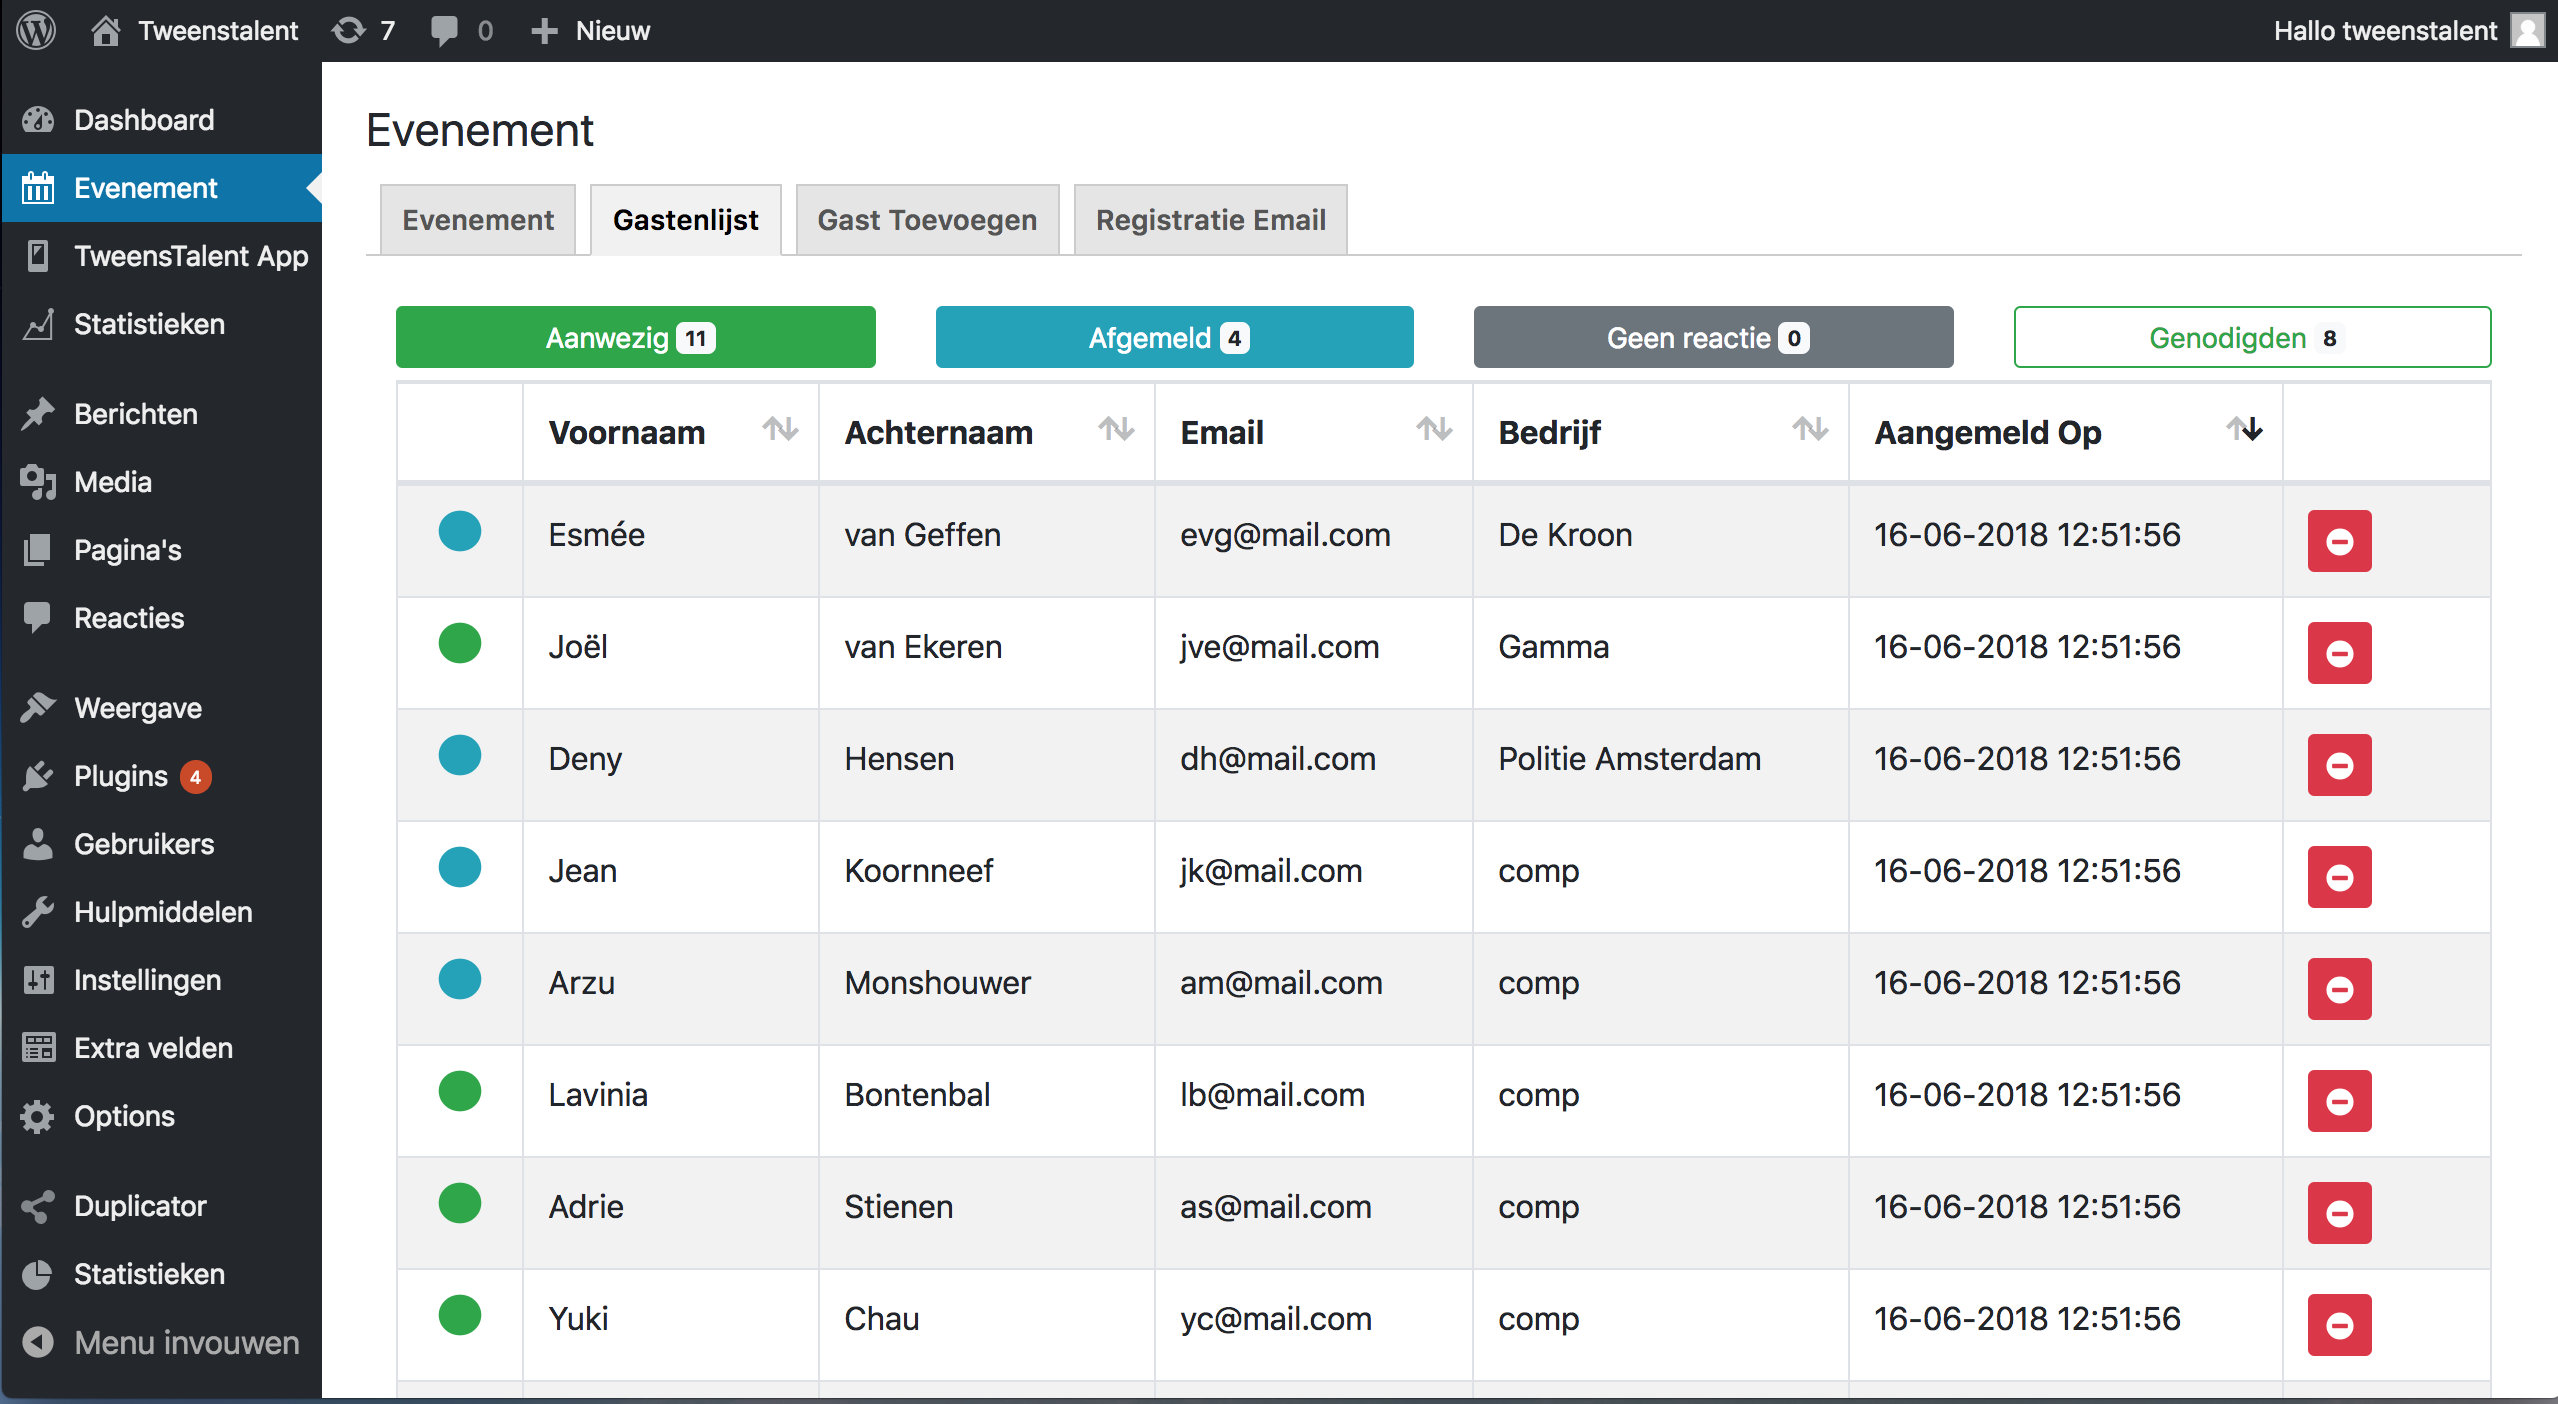 Tweenstalent 7 0 Nieuw Hallo tweenstalent
Dashboard
Evenement
TweensTalent App
Statistieken
Berichten
Media
Pagina's
Reacties
Weergave
Plugins 4
Gebruikers
Hulpmiddelen
Instellingen
Extra velden
Options
Duplicator
Statistieken
Menu invouwen
Evenement
Evenement Gastenlijst Gast Toevoegen Registratie Email
Aanwezig 11 Afgemeld 4 Geen reactie 0 Genodigden 8
Voornaam Achternaam Email Bedrijf Aangemeld Op
Esmée van Geffen evg@mail.com De Kroon 16-06-2018 12:51:56
Joël van Ekeren jve@mail.com Gamma 16-06-2018 12:51:56
Deny Hensen dh@mail.com Politie Amsterdam 16-06-2018 12:51:56
Jean Koornneef jk@mail.com comp 16-06-2018 12:51:56
Arzu Monshouwer am@mail.com comp 16-06-2018 12:51:56
Lavinia Bontenbal lb@mail.com comp 16-06-2018 12:51:56
Adrie Stienen as@mail.com comp 16-06-2018 12:51:56
Yuki Chau yc@mail.com comp 16-06-2018 12:51:56